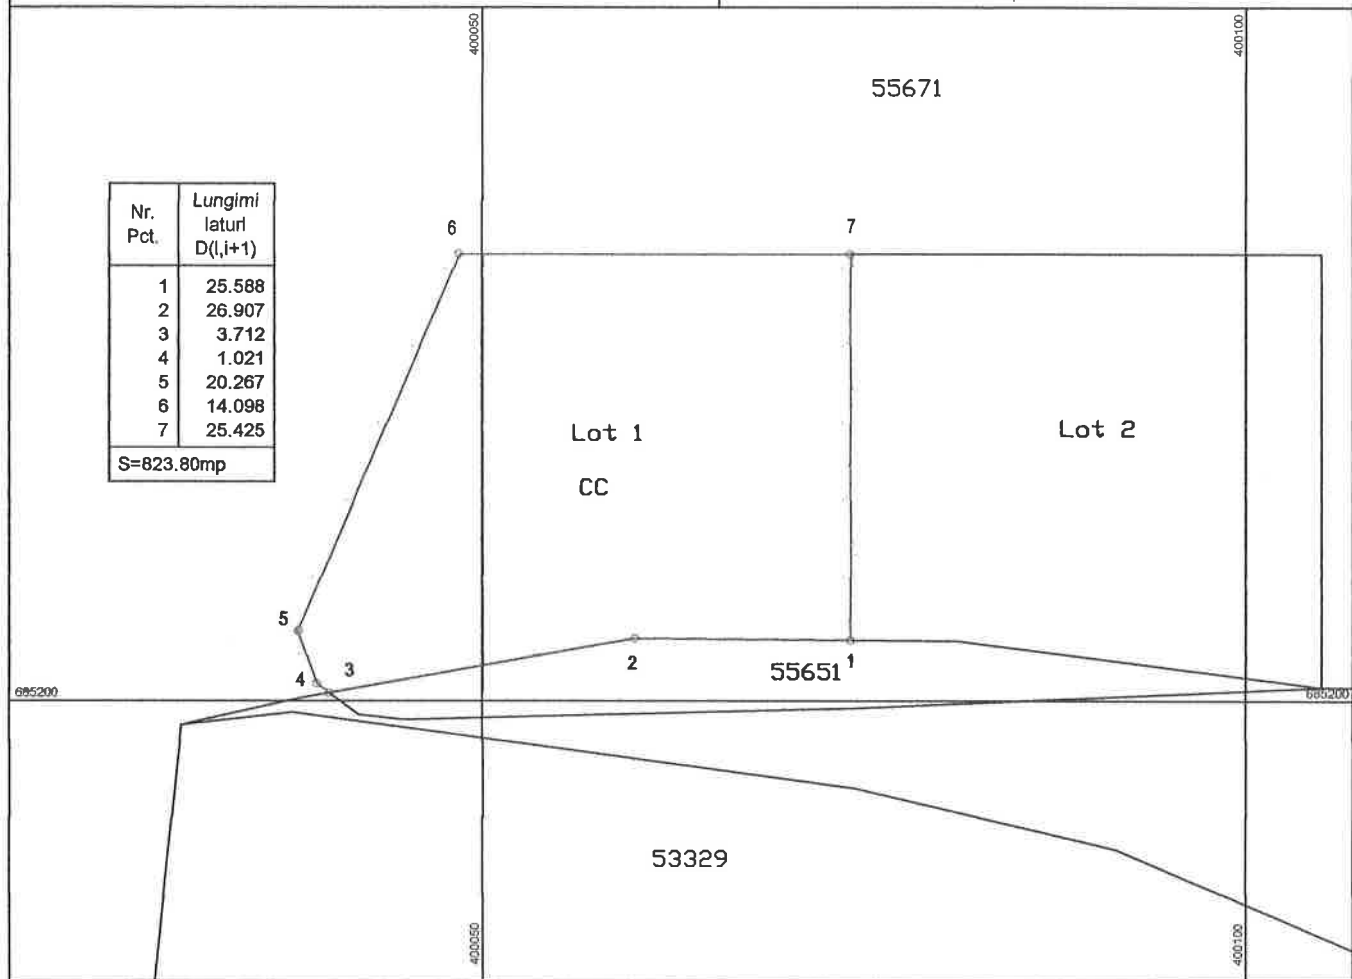 400050
400100
55671
Nr.
Pct.
Lungimi
laturi
D(i,i+1)
1 25.588
2 26.907
3 3.712
4 1.021
5 20.267
6 14.098
7 25.425
S=823.80mp
6
7
Lot 1
CC
Lot 2
5
4
3
2
1
55651
685200
685200
53329
400050
400100